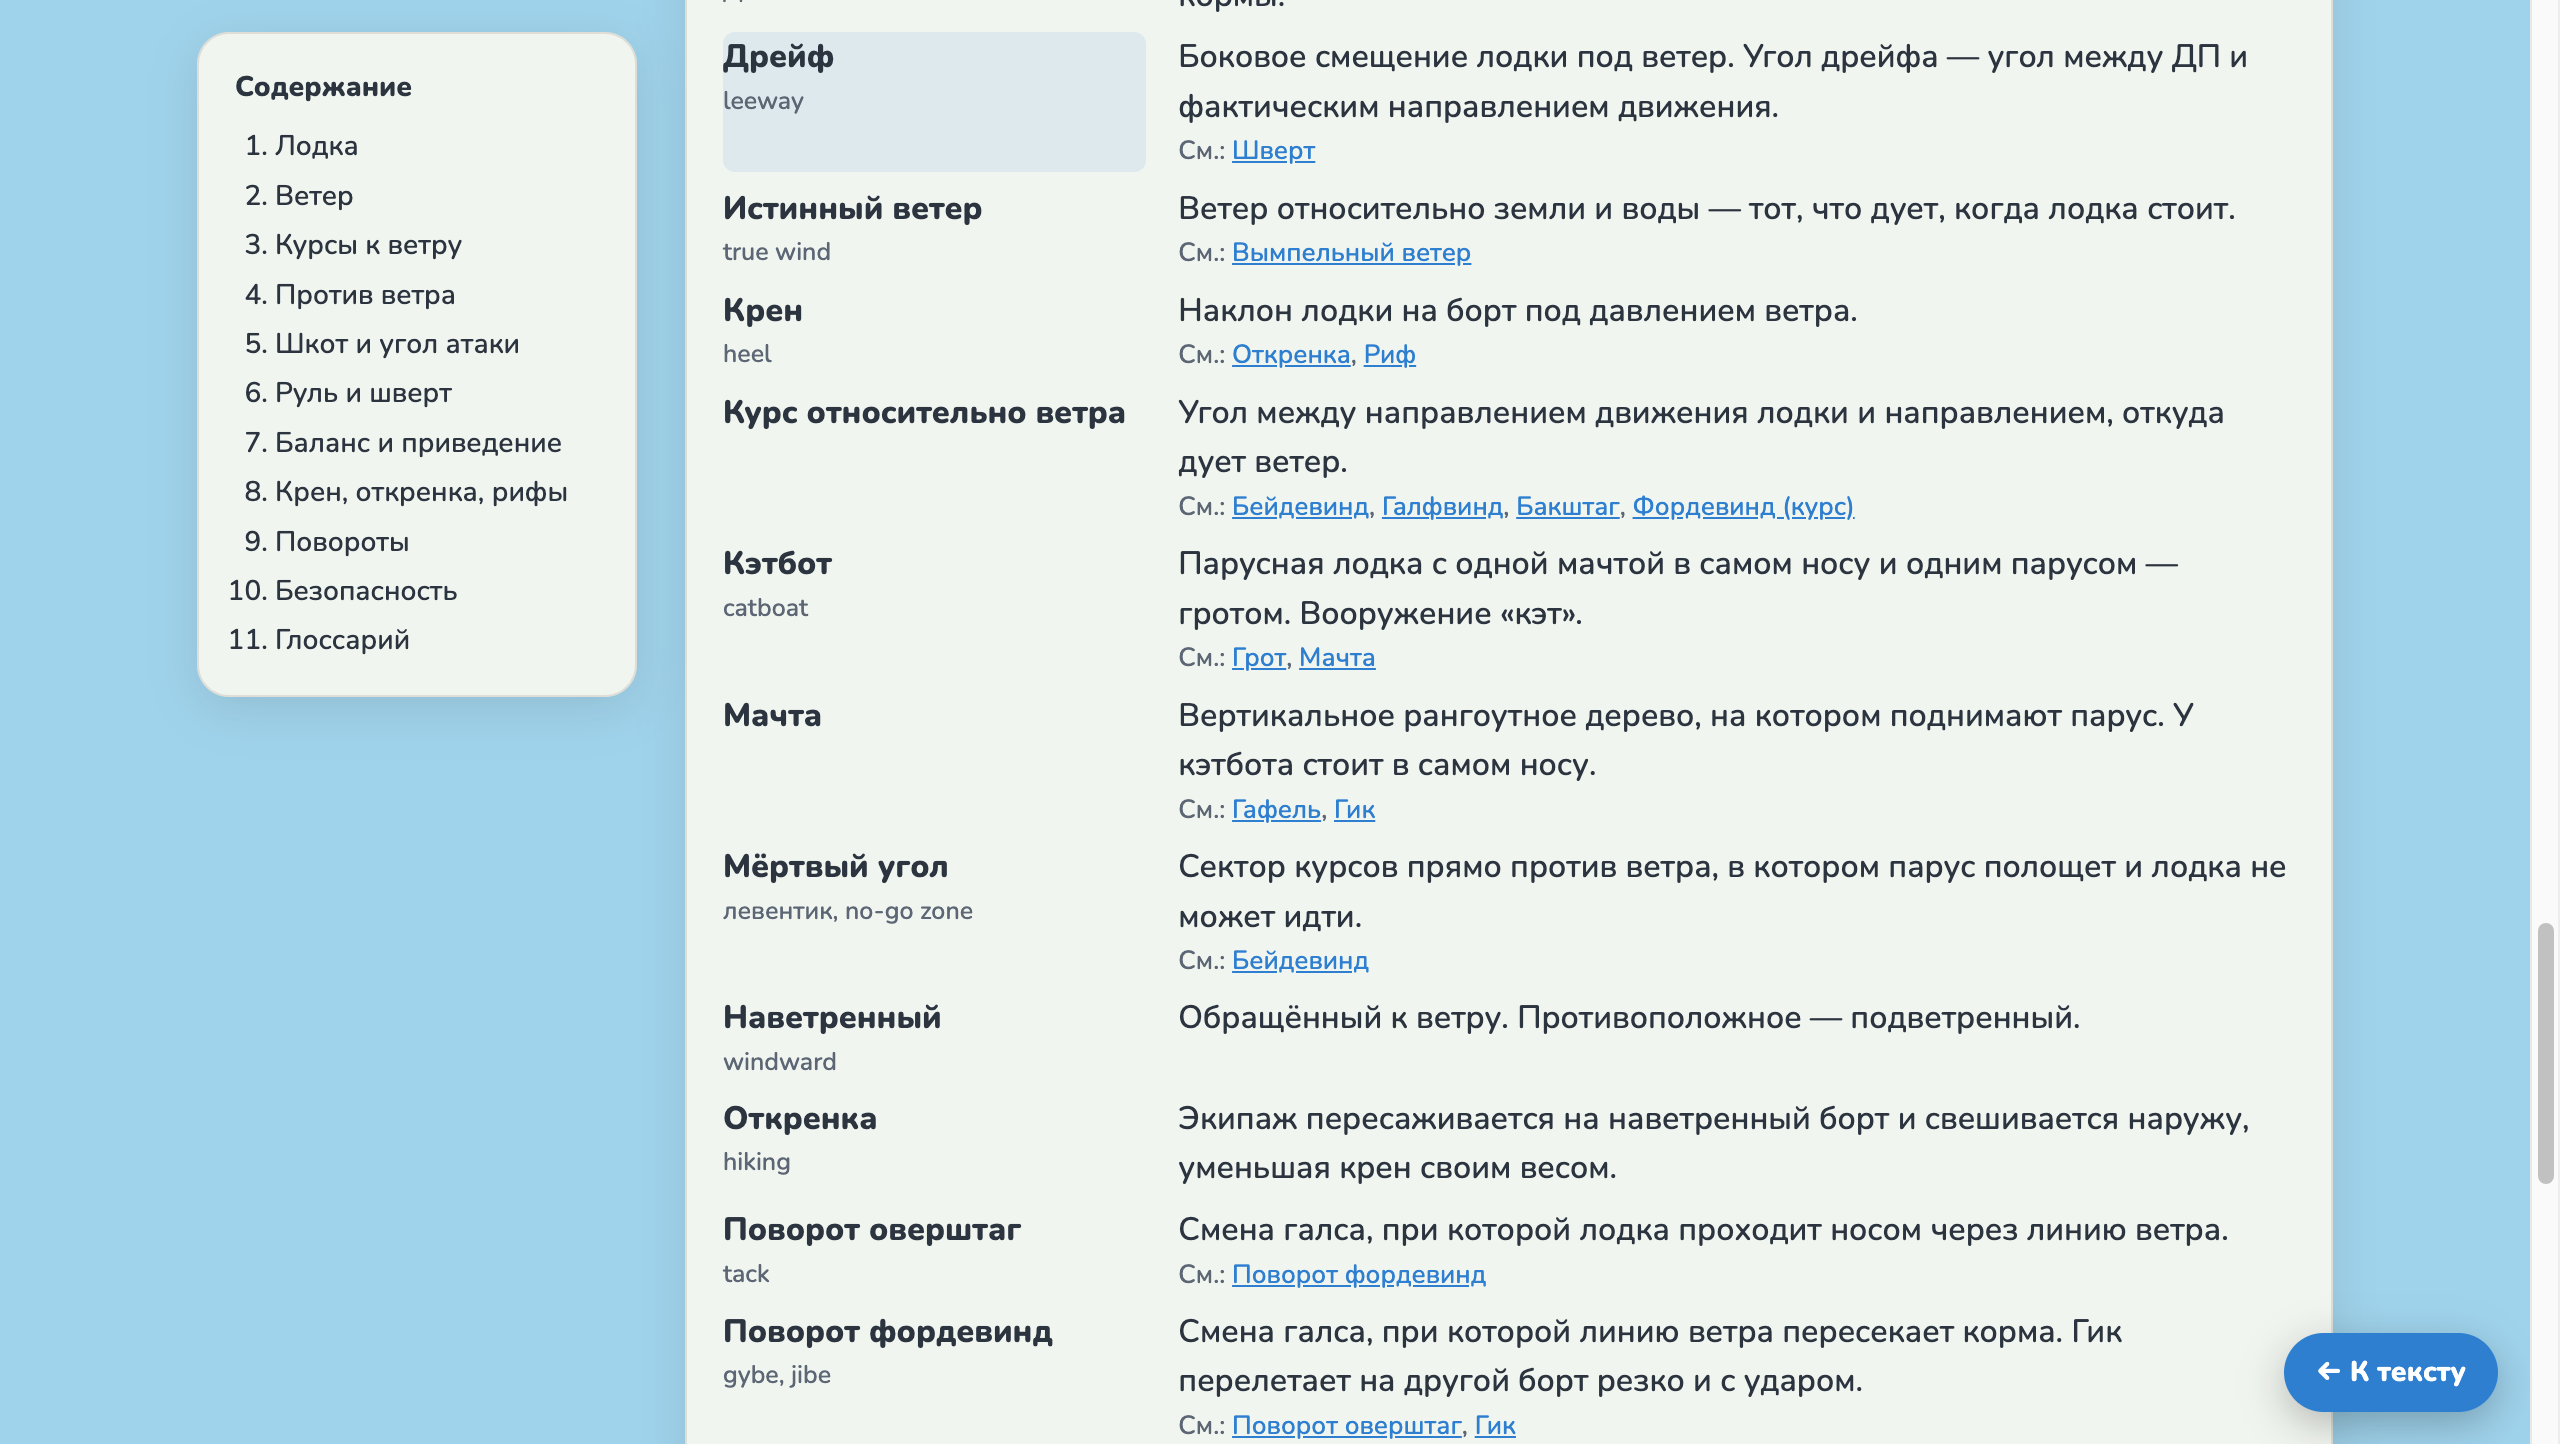 Содержание
1. Лодка
2. Ветер
3. Курсы к ветру
4. Против ветра
5. Шкот и угол атаки
6. Руль и шверт
7. Баланс и приведение
8. Крен, откренка, рифы
9. Повороты
10. Безопасность
11. Глоссарий
кормы.
Дрейф
leeway
Боковое смещение лодки под ветер. Угол дрейфа — угол между ДП и
фактическим направлением движения.
См.: Шверт
Истинный ветер
true wind
Ветер относительно земли и воды — тот, что дует, когда лодка стоит.
См.: Вымпельный ветер
Крен
heel
Наклон лодки на борт под давлением ветра.
См.: Откренка, Риф
Курс относительно ветра
Угол между направлением движения лодки и направлением, откуда
дует ветер.
См.: Бейдевинд, Галфвинд, Бакштаг, Фордевинд (курс)
Кэтбот
catboat
Парусная лодка с одной мачтой в самом носу и одним парусом —
гротом. Вооружение «кэт».
См.: Грот, Мачта
Мачта
Вертикальное рангоутное дерево, на котором поднимают парус. У
кэтбота стоит в самом носу.
См.: Гафель, Гик
Мёртвый угол
левентик, no-go zone
Сектор курсов прямо против ветра, в котором парус полощет и лодка не
может идти.
См.: Бейдевинд
Наветренный
windward
Обращённый к ветру. Противоположное — подветренный.
Откренка
hiking
Экипаж пересаживается на наветренный борт и свешивается наружу,
уменьшая крен своим весом.
Поворот оверштаг
tack
Смена галса, при которой лодка проходит носом через линию ветра.
См.: Поворот фордевинд
Поворот фордевинд
gybe, jibe
Смена галса, при которой линию ветра пересекает корма. Гик
перелетает на другой борт резко и с ударом.
См.: Поворот оверштаг, Гик
← К тексту